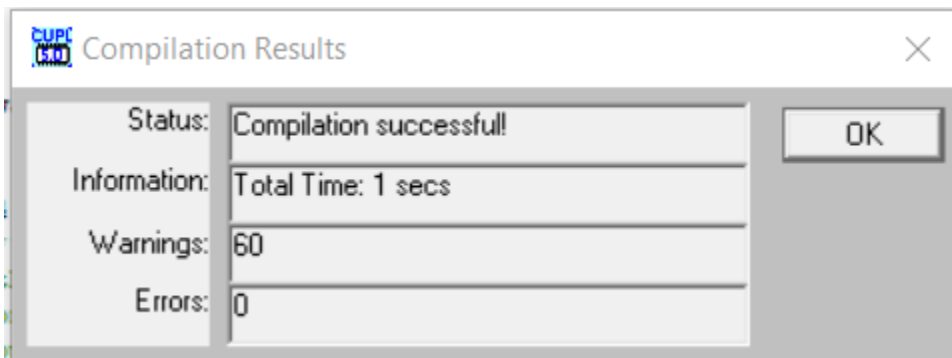 CUPL
5.0
Compilation Results
Status: Compilation successful!
OK
Information: Total Time: 1 secs
Warnings: 60
Errors: 0